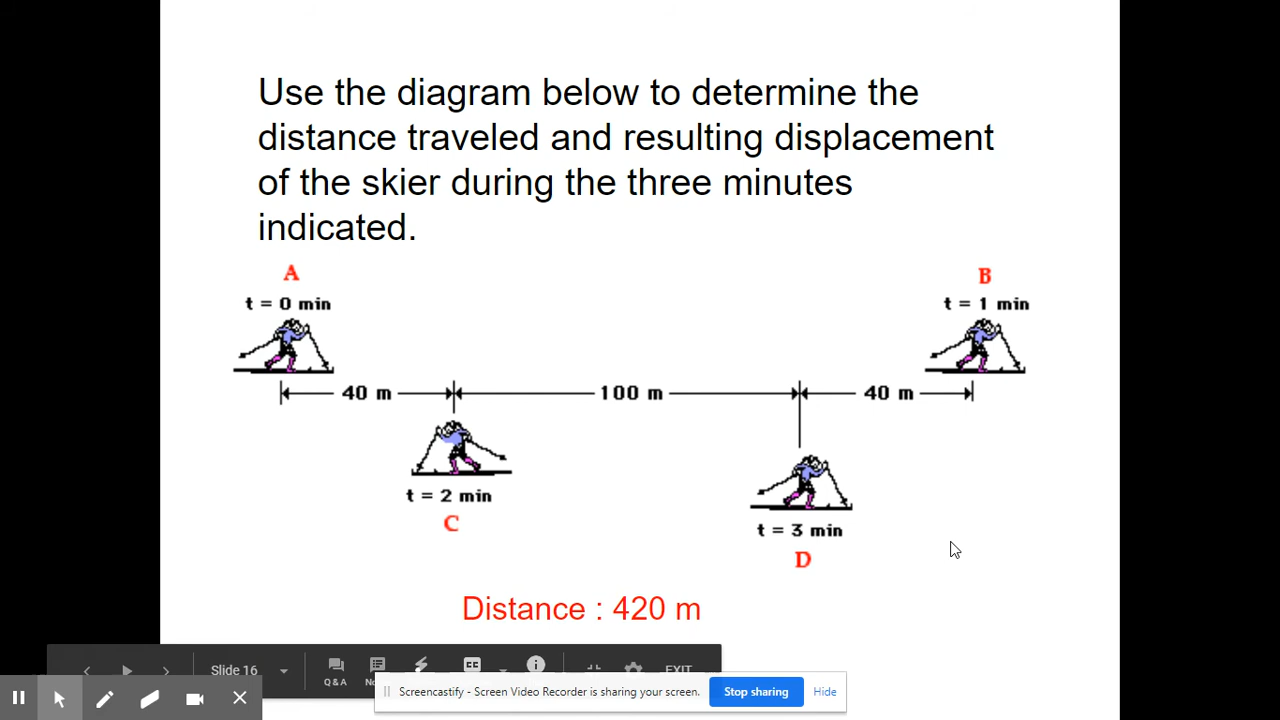 Use the diagram below to determine the
distance traveled and resulting displacement
of the skier during the three minutes
indicated.
A
B
t = 0 min
t = 1 min
40 m
100 m
40 m
t = 2 min
C
t = 3 min
D
Distance : 420 m
Slide 16
Q&A
CC
EXIT
Screencastify - Screen Video Recorder is sharing your screen.
Stop sharing
Hide